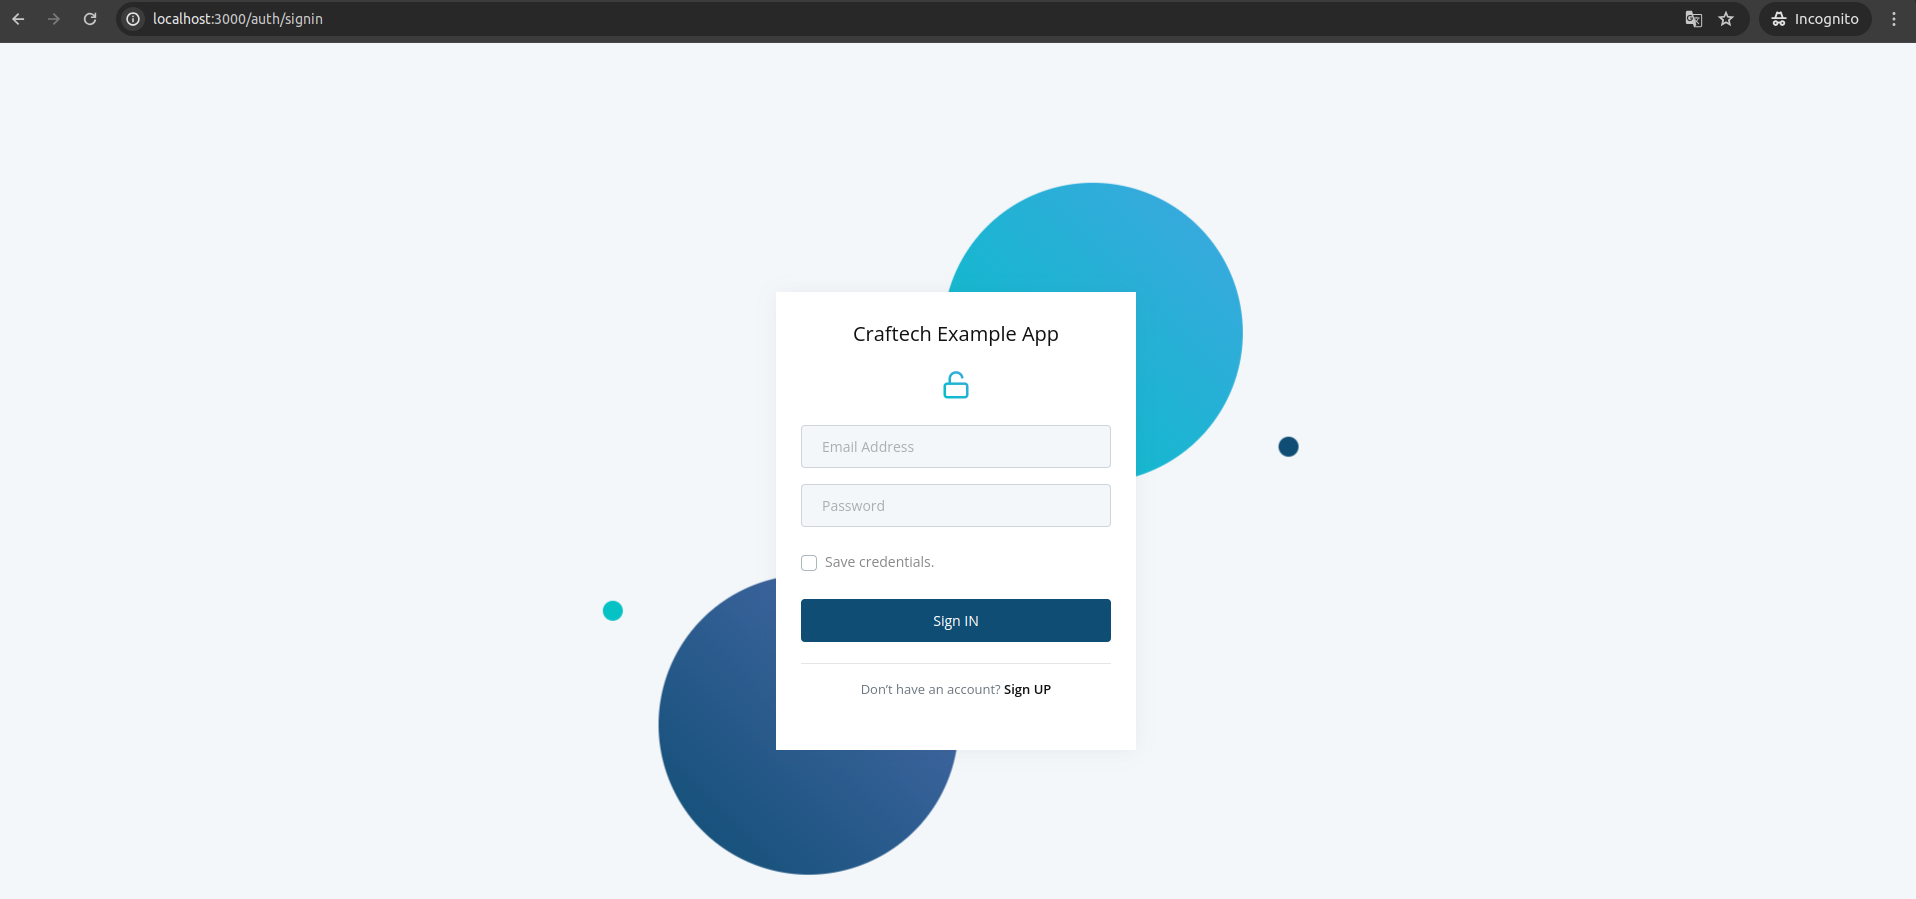 localhost:3000/auth/signin
Incognito
Craftech Example App
Email Address
Password
Save credentials.
Sign IN
Don't have an account? Sign UP